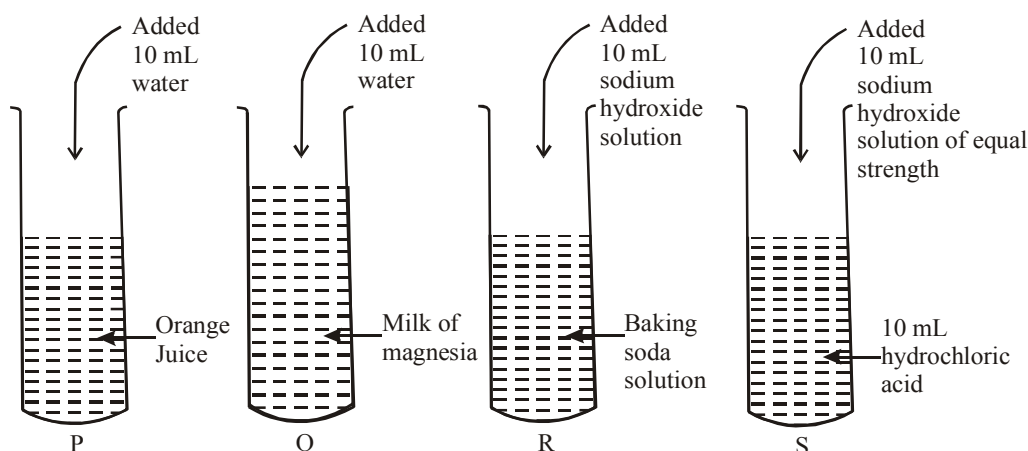 Added
10 mL
water
Added
10 mL
water
Added
10 mL
sodium
hydroxide
solution
Added
10 mL
sodium
hydroxide
solution of equal
strength
Orange
Juice
Milk of
magnesia
Baking
soda
solution
10 mL
hydrochloric
acid
P
Q
R
S